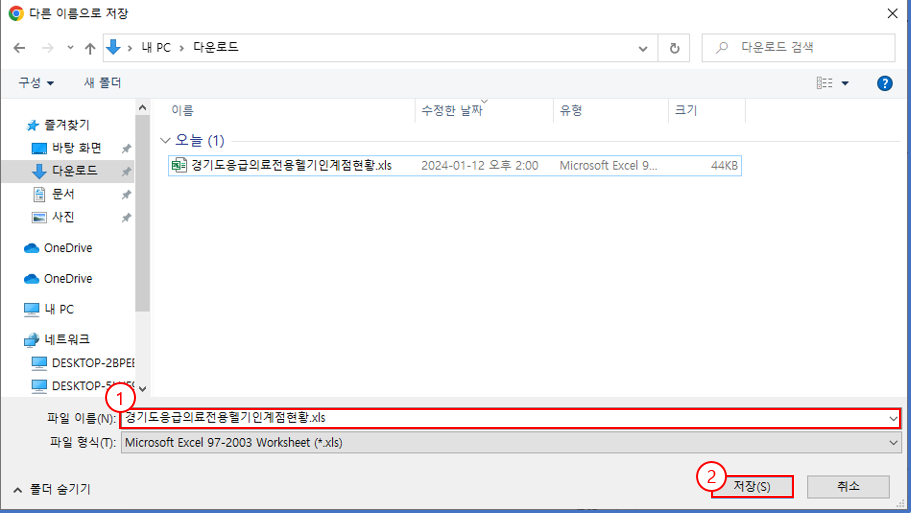 다른 이름으로 저장
내 PC > 다운로드
다운로드 검색
구성
새 폴더
이름 수정한 날짜 유형 크기
즐겨찾기
바탕 화면
다운로드
문서
사진
OneDrive
OneDrive
내 PC
네트워크
DESKTOP-2BPEE
오늘 (1)
경기도응급의료전용헬기인계점현황.xls 2024-01-12 오후 2:00 Microsoft Excel 9... 44KB
1
파일 이름(N): 경기도응급의료전용헬기인계점현황.xls
파일 형식(T): Microsoft Excel 97-2003 Worksheet (*.xls)
폴더 숨기기
2
저장(S)
취소